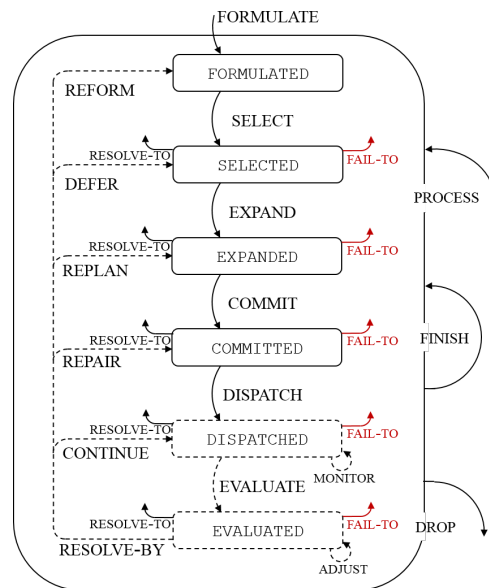 FORMULATE
FORMULATED
REFORM
SELECT
RESOLVE-TO
SELECTED
FAIL-TO
DEFER
PROCESS
EXPAND
RESOLVE-TO
EXPANDED
FAIL-TO
REPLAN
COMMIT
RESOLVE-TO
COMMITTED
FAIL-TO
FINISH
REPAIR
DISPATCH
RESOLVE-TO
DISPATCHED
FAIL-TO
CONTINUE
MONITOR
EVALUATE
RESOLVE-TO
EVALUATED
FAIL-TO
DROP
RESOLVE-BY
ADJUST